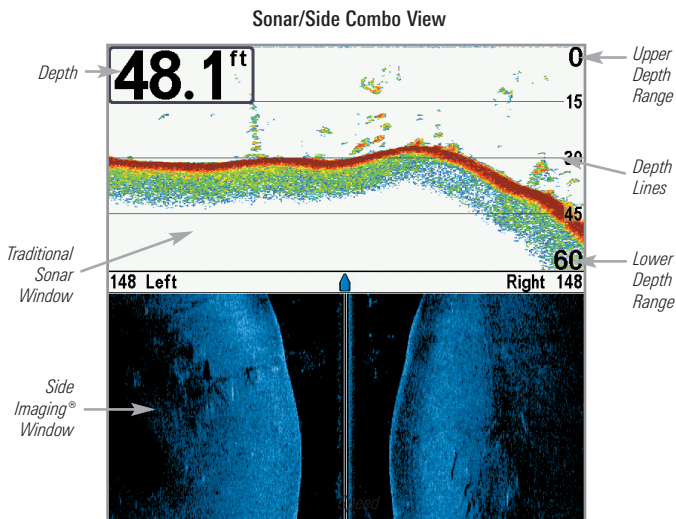 Sonar/Side Combo View
Depth
48.1 ft
0
Upper
Depth
Range
15
30
Depth
Lines
45
Traditional
Sonar
Window
60
Lower
Depth
Range
148 Left
Right 148
Side
Imaging®
Window
Speed